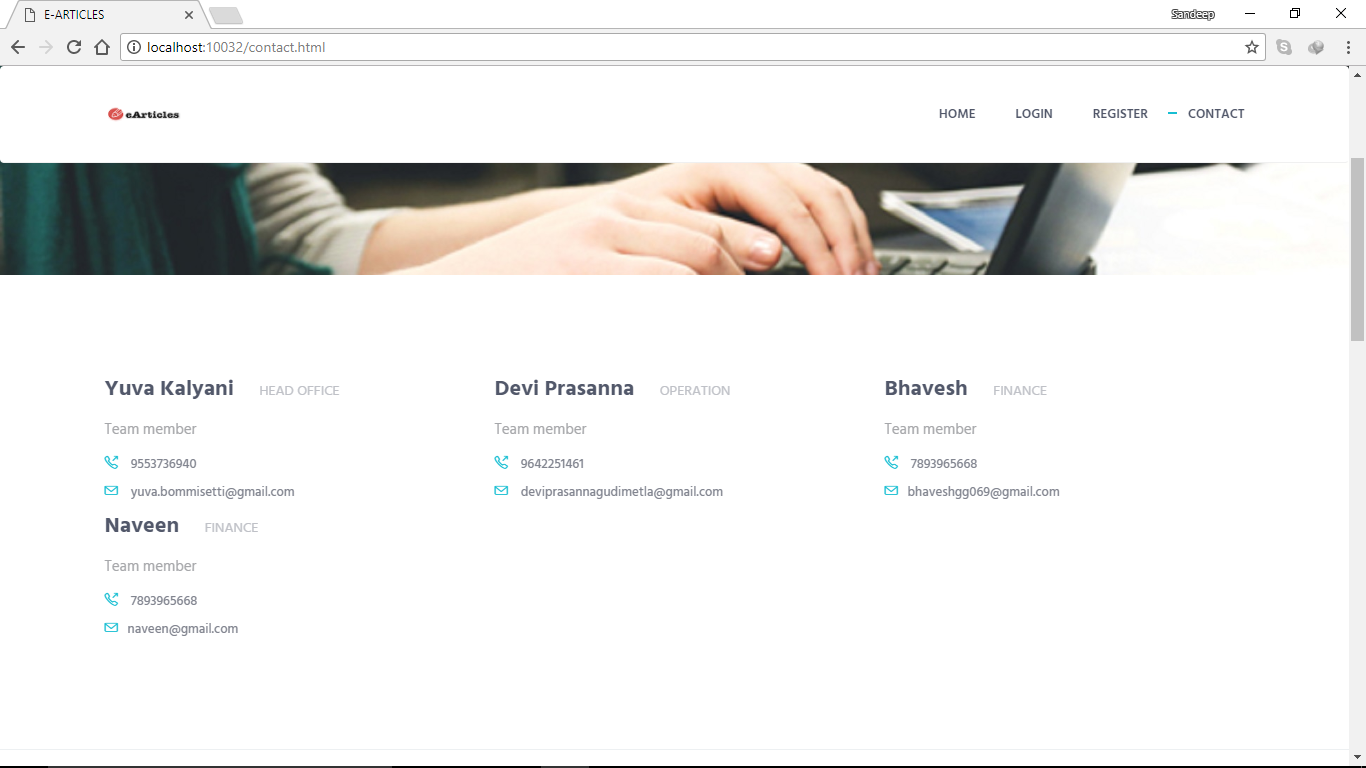 E-ARTICLES
Sandeep
localhost:10032/contact.html
eArticles
HOME LOGIN REGISTER CONTACT
Yuva Kalyani HEAD OFFICE
Team member
9553736940
yuva.bommisetti@gmail.com
Devi Prasanna OPERATION
Team member
9642251461
deviprasannagudimetla@gmail.com
Bhavesh FINANCE
Team member
7893965668
bhaveshgg069@gmail.com
Naveen FINANCE
Team member
7893965668
naveen@gmail.com